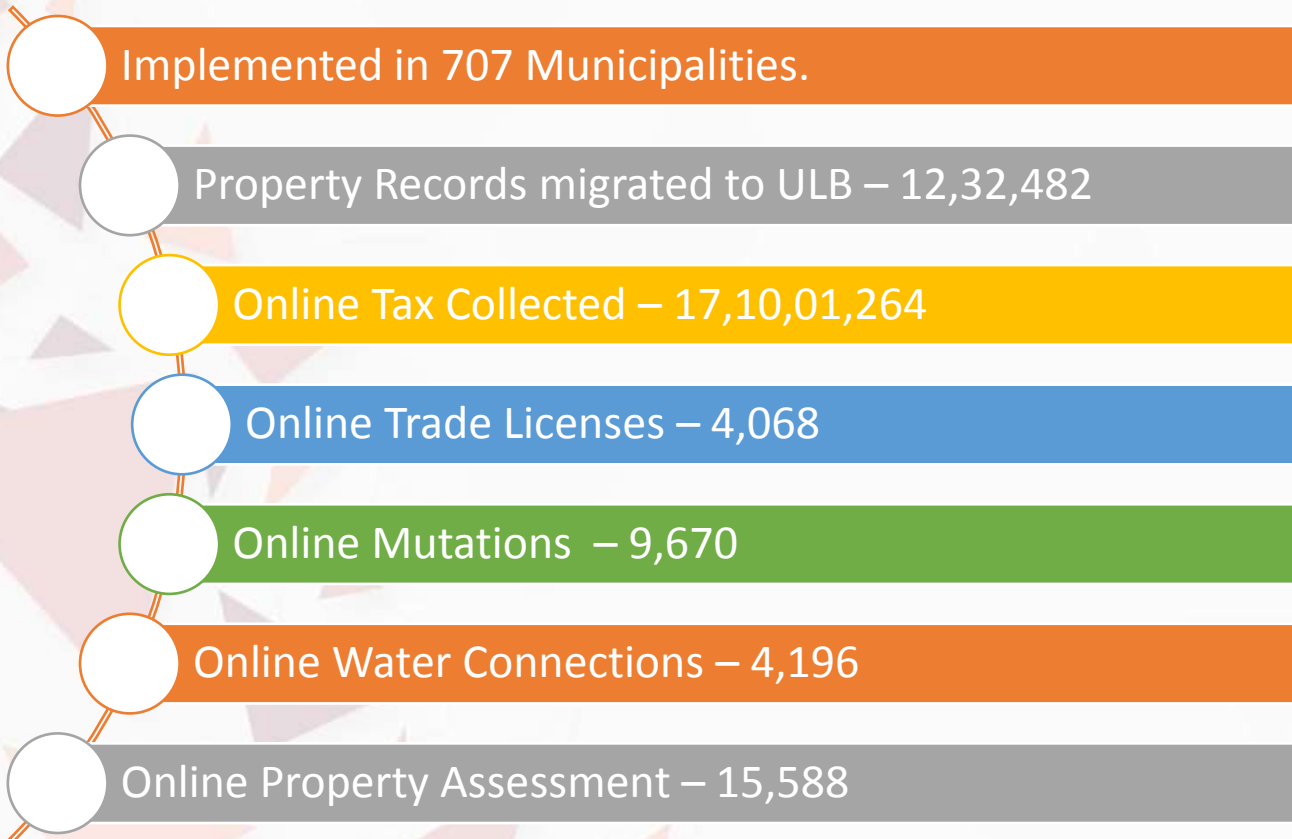 Implemented in 707 Municipalities.
Property Records migrated to ULB – 12,32,482
Online Tax Collected – 17,10,01,264
Online Trade Licenses – 4,068
Online Mutations – 9,670
Online Water Connections – 4,196
Online Property Assessment – 15,588